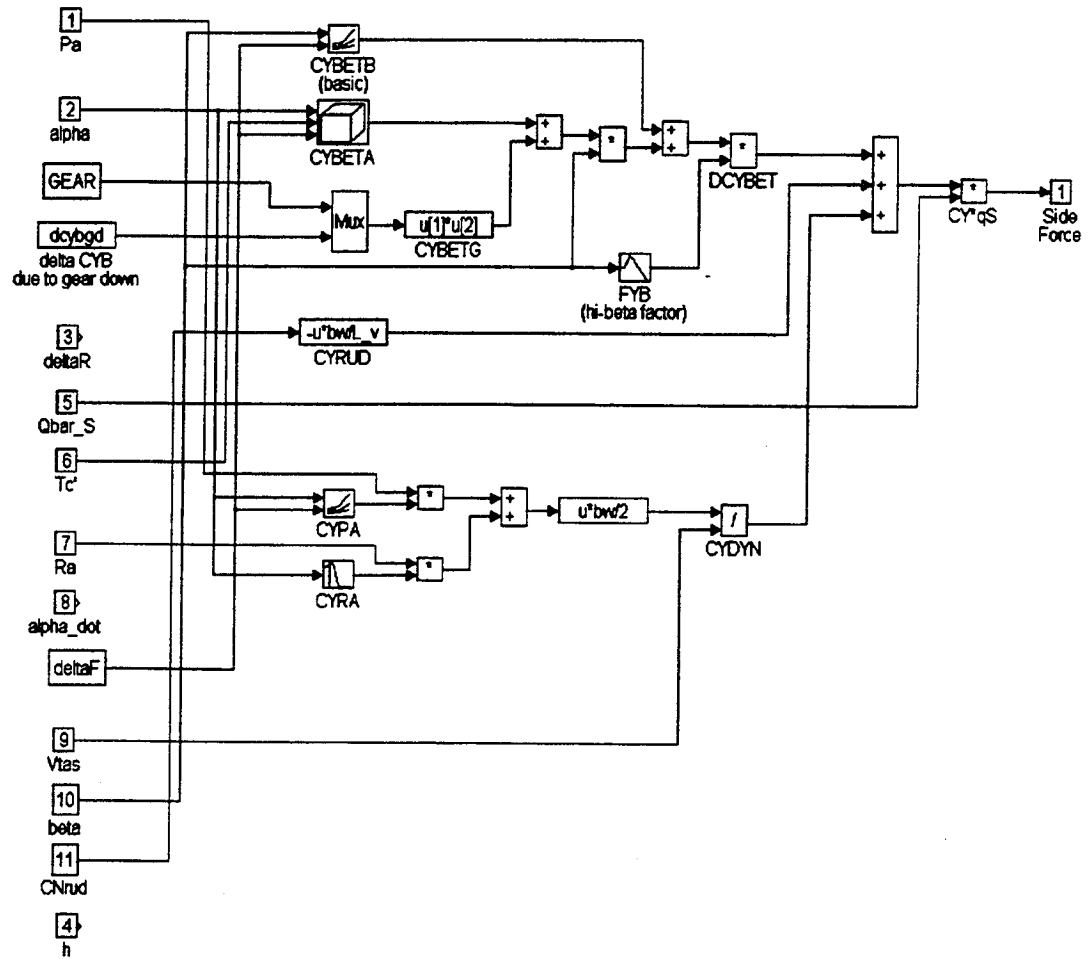 1
Pa
CYBETB
(basic)
2
alpha
CYBETA
+
+
*
+
+
*
DCYBET
+
+
+
*
CY*qS
1
Side
Force
GEAR
Mux
u[1]*u[2]
CYBETG
dcybgd
delta CYB
due to gear down
FYB
(hi-beta factor)
3
deltaR
-u*bw/L_v
CYRUD
5
Qbar_S
6
Tc'
CYPA
*
+
+
u*bw/2
/
CYDYN
7
Ra
*
CYRA
8
alpha_dot
deltaF
9
Vtas
10
beta
11
CNrud
4
h